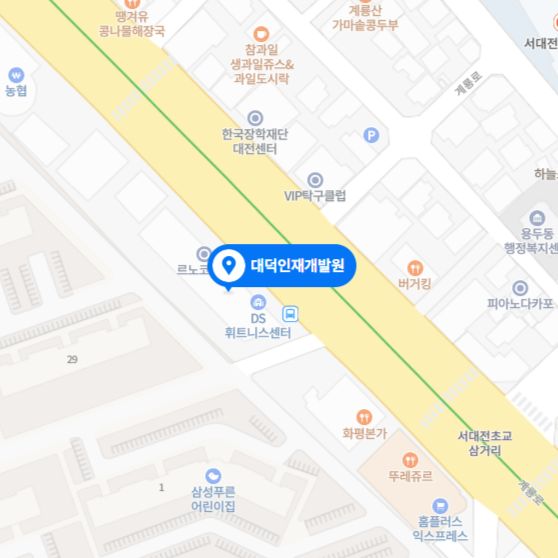 땡겨유
콩나물해장국
계룡산
가마솥콩두부
참과일
생과일쥬스&
과일도시락
서대전
농협
계룡로
한국장학재단
대전센터
P
하늘
VIP탁구클럽
용두동
행정복지센
르노코
대덕인재개발원
버거킹
피아노다카포
DS
휘트니스센터
29
화평본가
서대전초교
삼거리
뚜레쥬르
1
삼성푸른
어린이집
계룡로
홈플러스
익스프레스